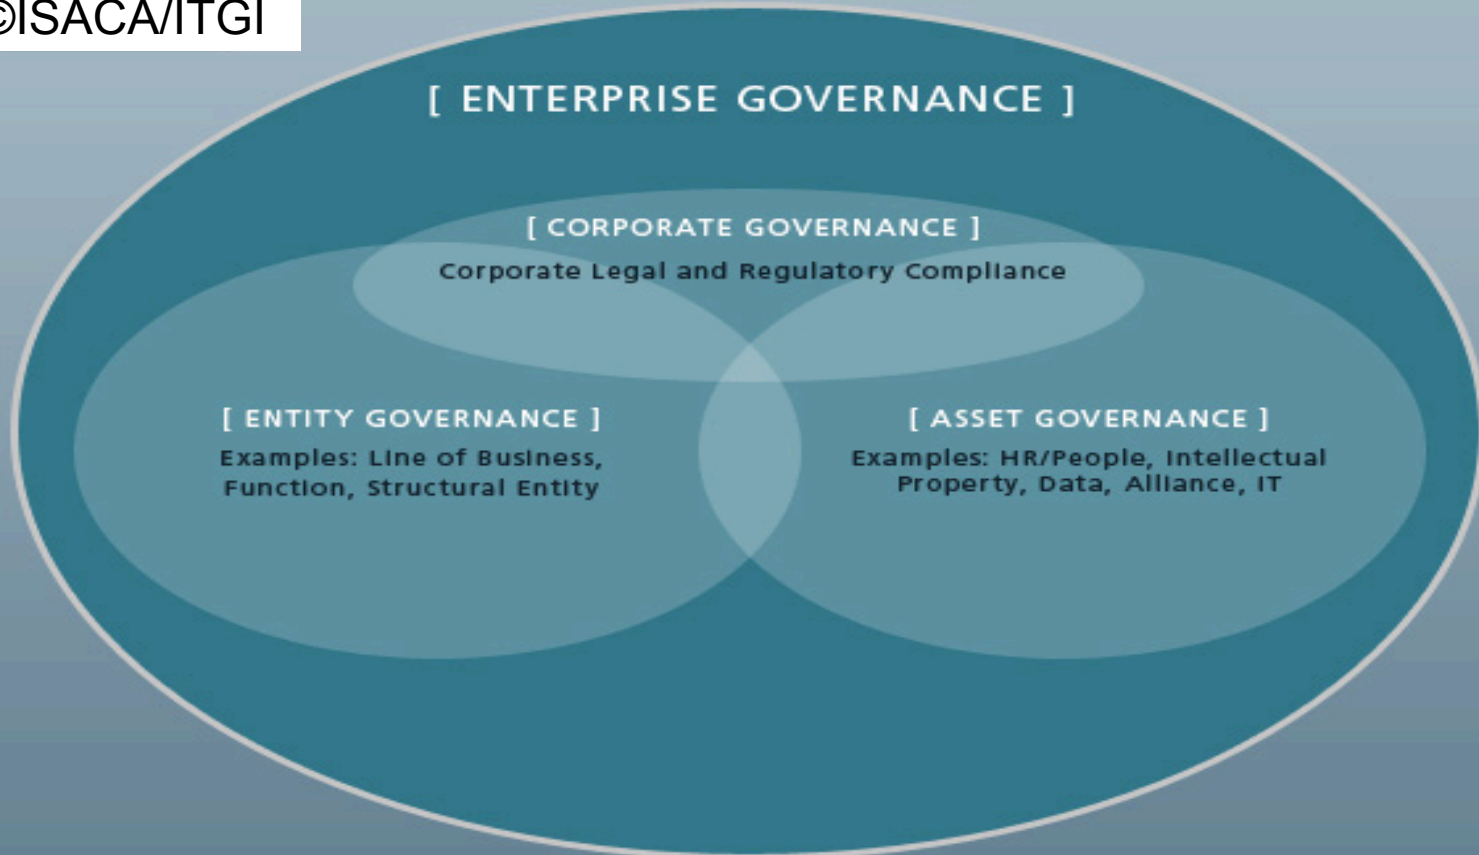 ©ISACA/ITGI
[ ENTERPRISE GOVERNANCE ]
[ CORPORATE GOVERNANCE ]
Corporate Legal and Regulatory Compliance
[ ENTITY GOVERNANCE ]
Examples: Line of Business,
Function, Structural Entity
[ ASSET GOVERNANCE ]
Examples: HR/People, Intellectual
Property, Data, Alliance, IT